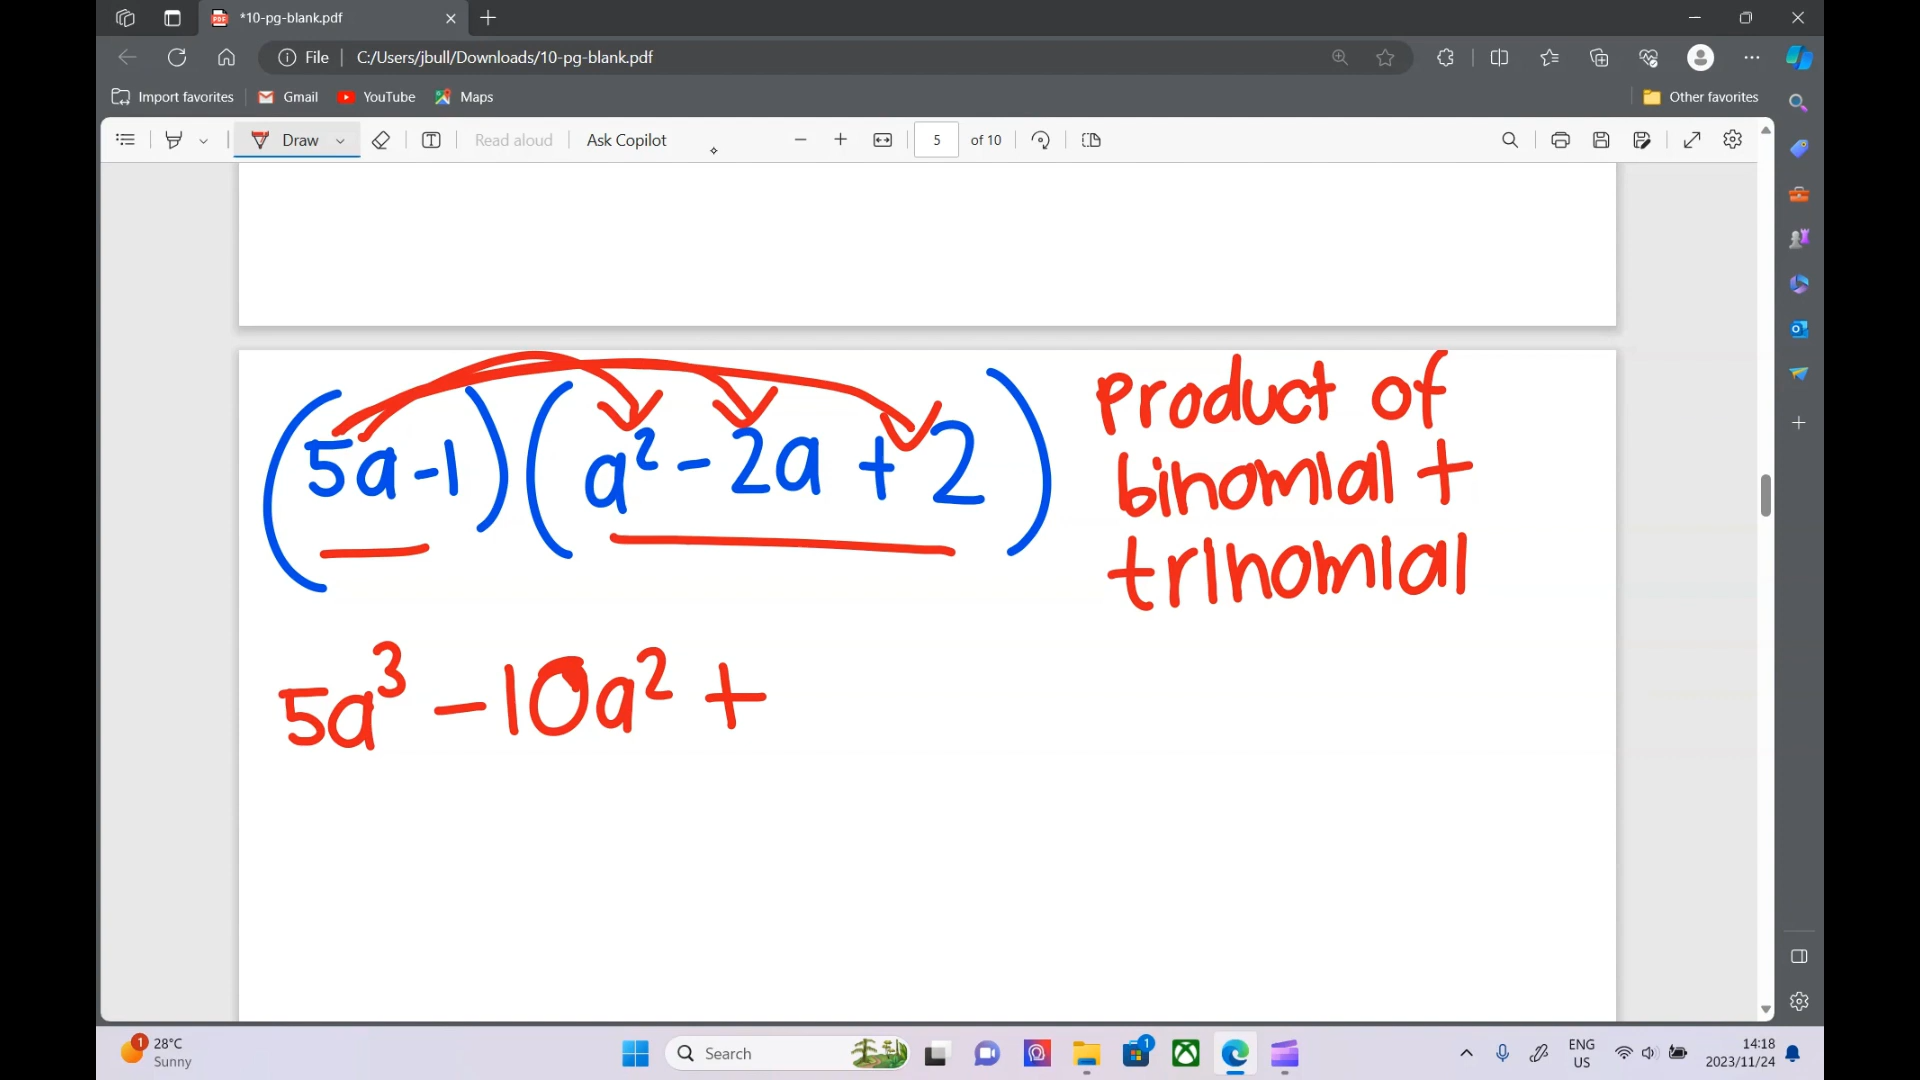 *10-pg-blank.pdf
File C:/Users/jbull/Downloads/10-pg-blank.pdf
Import favorites Gmail YouTube Maps Other favorites
Draw Read aloud Ask Copilot 5 of 10
(5a-1)(a²-2a+2)
product of
binomial +
trinomial
5a³ -10a² +
1 28°C
Sunny
Search
1
ENG
US
14:18
2023/11/24